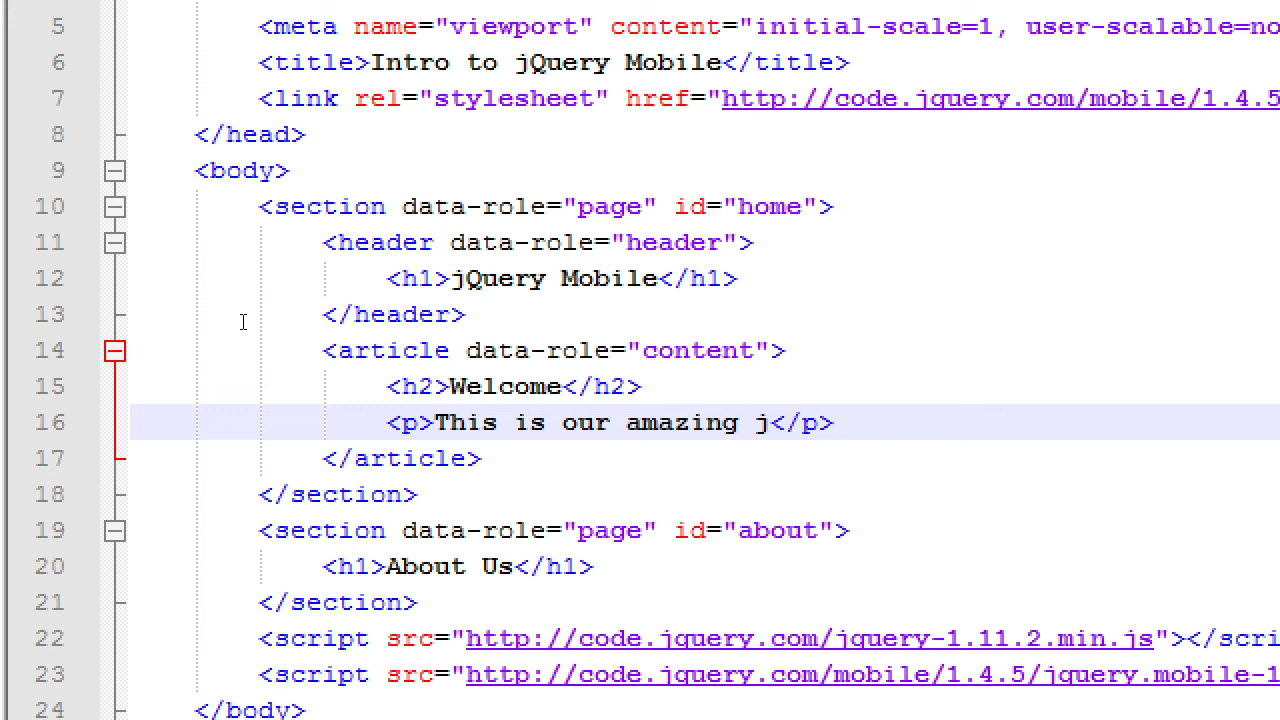 5 <meta name="viewport" content="initial-scale=1, user-scalable=no
6 <title>Intro to jQuery Mobile</title>
7 <link rel="stylesheet" href="http://code.jquery.com/mobile/1.4.5
8 </head>
9 <body>
10 <section data-role="page" id="home">
11 <header data-role="header">
12 <h1>jQuery Mobile</h1>
13 </header>
14 <article data-role="content">
15 <h2>Welcome</h2>
16 <p>This is our amazing j</p>
17 </article>
18 </section>
19 <section data-role="page" id="about">
20 <h1>About Us</h1>
21 </section>
22 <script src="http://code.jquery.com/jquery-1.11.2.min.js"></scri
23 <script src="http://code.jquery.com/mobile/1.4.5/jquery.mobile-1
24 </body>